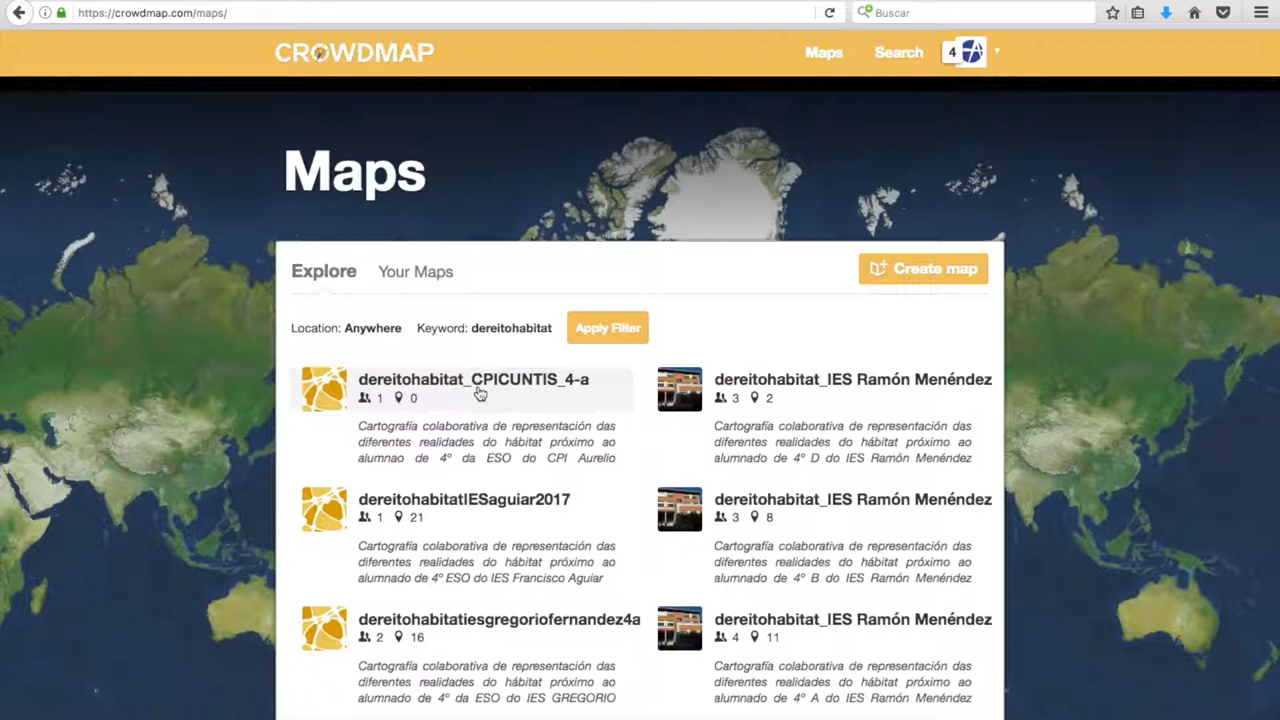 https://crowdmap.com/maps/
Buscar
CROWDMAP
Maps
Search
4
Maps
Explore
Your Maps
Create map
Location: Anywhere
Keyword: dereitohabitat
Apply Filter
dereitohabitat_CPICUNTIS_4-a
1 0
Cartografía colaborativa de representación das
diferentes realidades do hábitat próximo ao
alumnao de 4º da ESO do CPI Aurelio
dereitohabitat_IES Ramón Menéndez
3 2
Cartografía colaborativa de representación das
diferentes realidades do hábitat próximo ao
alumnado de 4º D do IES Ramón Menéndez
dereitohabitatIESaguiar2017
1 21
Cartografía colaborativa de representación das
diferentes realidades do hábitat próximo ao
alumnado de 4º ESO do IES Francisco Aguiar
dereitohabitat_IES Ramón Menéndez
3 8
Cartografía colaborativa de representación das
diferentes realidades do hábitat próximo ao
alumnado de 4º B do IES Ramón Menéndez
dereitohabitatiesgregoriofernandez4a
2 16
Cartografía colaborativa de representación das
diferentes realidades do hábitat próximo ao
alumnado de 4º da ESO do IES GREGORIO
dereitohabitat_IES Ramón Menéndez
4 11
Cartografía colaborativa de representación das
diferentes realidades do hábitat próximo ao
alumnado de 4º A do IES Ramón Menéndez